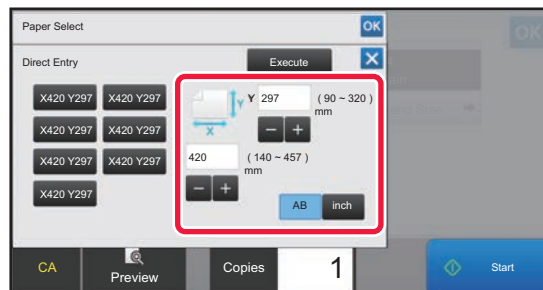 Paper Select
OK
Direct Entry
Execute
X420 Y297
X420 Y297
X420 Y297
X420 Y297
X420 Y297
X420 Y297
X420 Y297
Y
X
Y 297 ( 90 ~ 320 )
mm
- +
420 ( 140 ~ 457 )
mm
- +
AB inch
OK
CA
Preview
Copies
1
Start